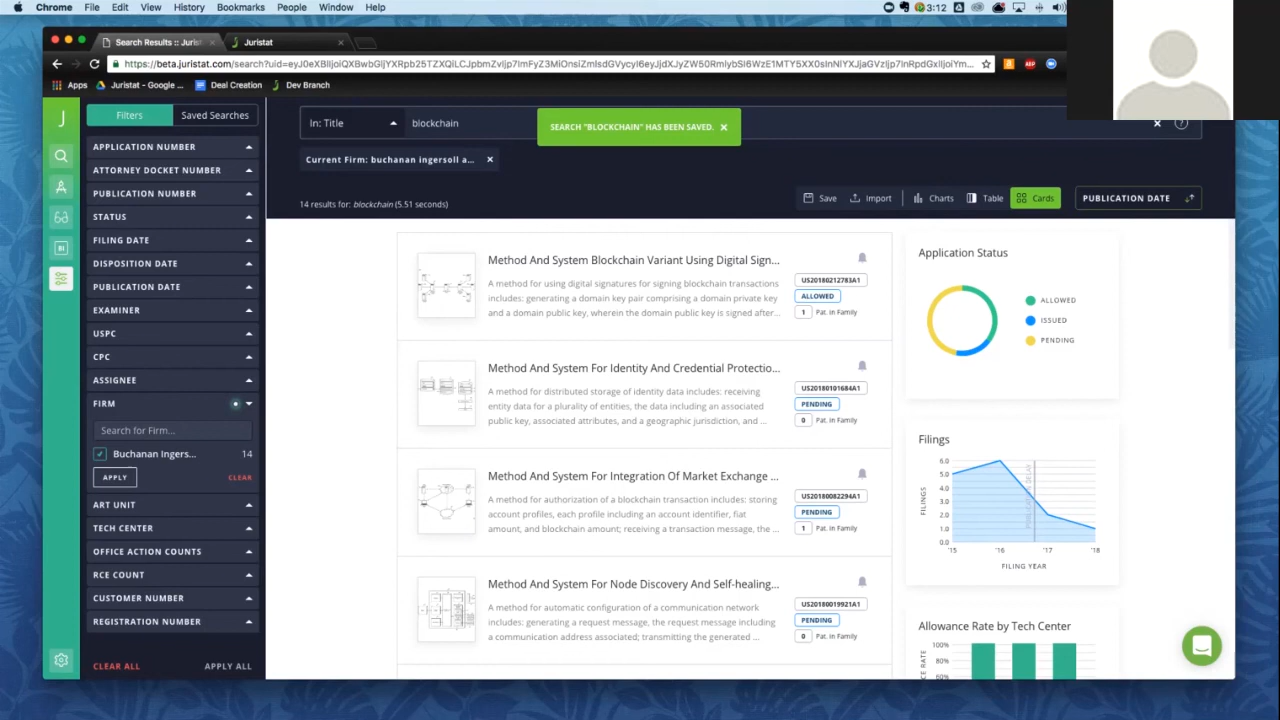 Chrome File Edit View History Bookmarks People Window Help 3:12
Search Results :: Juris
Juristat
https://beta.juristat.com/search?uid=
Apps Juristat - Google ... Deal Creation Dev Branch
J
Filters Saved Searches
APPLICATION NUMBER
ATTORNEY DOCKET NUMBER
PUBLICATION NUMBER
STATUS
FILING DATE
DISPOSITION DATE
PUBLICATION DATE
EXAMINER
USPC
CPC
ASSIGNEE
FIRM
Search for Firm...
Buchanan Ingers... 14
APPLY CLEAR
ART UNIT
TECH CENTER
OFFICE ACTION COUNTS
RCE COUNT
CUSTOMER NUMBER
REGISTRATION NUMBER
CLEAR ALL APPLY ALL
In: Title blockchain
SEARCH "BLOCKCHAIN" HAS BEEN SAVED.
Current Firm: buchanan ingersoll a...
14 results for: blockchain (5.51 seconds)
Save Import Charts Table Cards PUBLICATION DATE
Method And System Blockchain Variant Using Digital Sign...
A method for using digital signatures for signing blockchain transactions
includes: generating a domain key pair comprising a domain private key
and a domain public key, wherein the domain public key is signed after...
US20180212783A1
ALLOWED
1 Pat. in Family
Method And System For Identity And Credential Protectio...
A method for distributed storage of identity data includes: receiving
entity data for a plurality of entities, the data including an associated
public key, associated attributes, and a geographic jurisdiction, and ...
US20180101684A1
PENDING
0 Pat. in Family
Method And System For Integration Of Market Exchange ...
A method for authorization of a blockchain transaction includes: storing
account profiles, each profile including an account identifier, fiat
amount, and blockchain amount; receiving a transaction message, the ...
US20180082294A1
PENDING
1 Pat. in Family
Method And System For Node Discovery And Self-healing...
A method for automatic configuration of a communication network
includes: generating a request message, the request message including
a communication address associated; transmitting the generated ...
US20180019921A1
PENDING
0 Pat. in Family
Application Status
ALLOWED
ISSUED
PENDING
Filings
6.0
5.0
4.0
3.0
2.0
1.0
0.0
FILINGS
PUBLICATION DELAY
'15 '16 '17 '18
FILING YEAR
Allowance Rate by Tech Center
100%
80%
60%
CE RATE